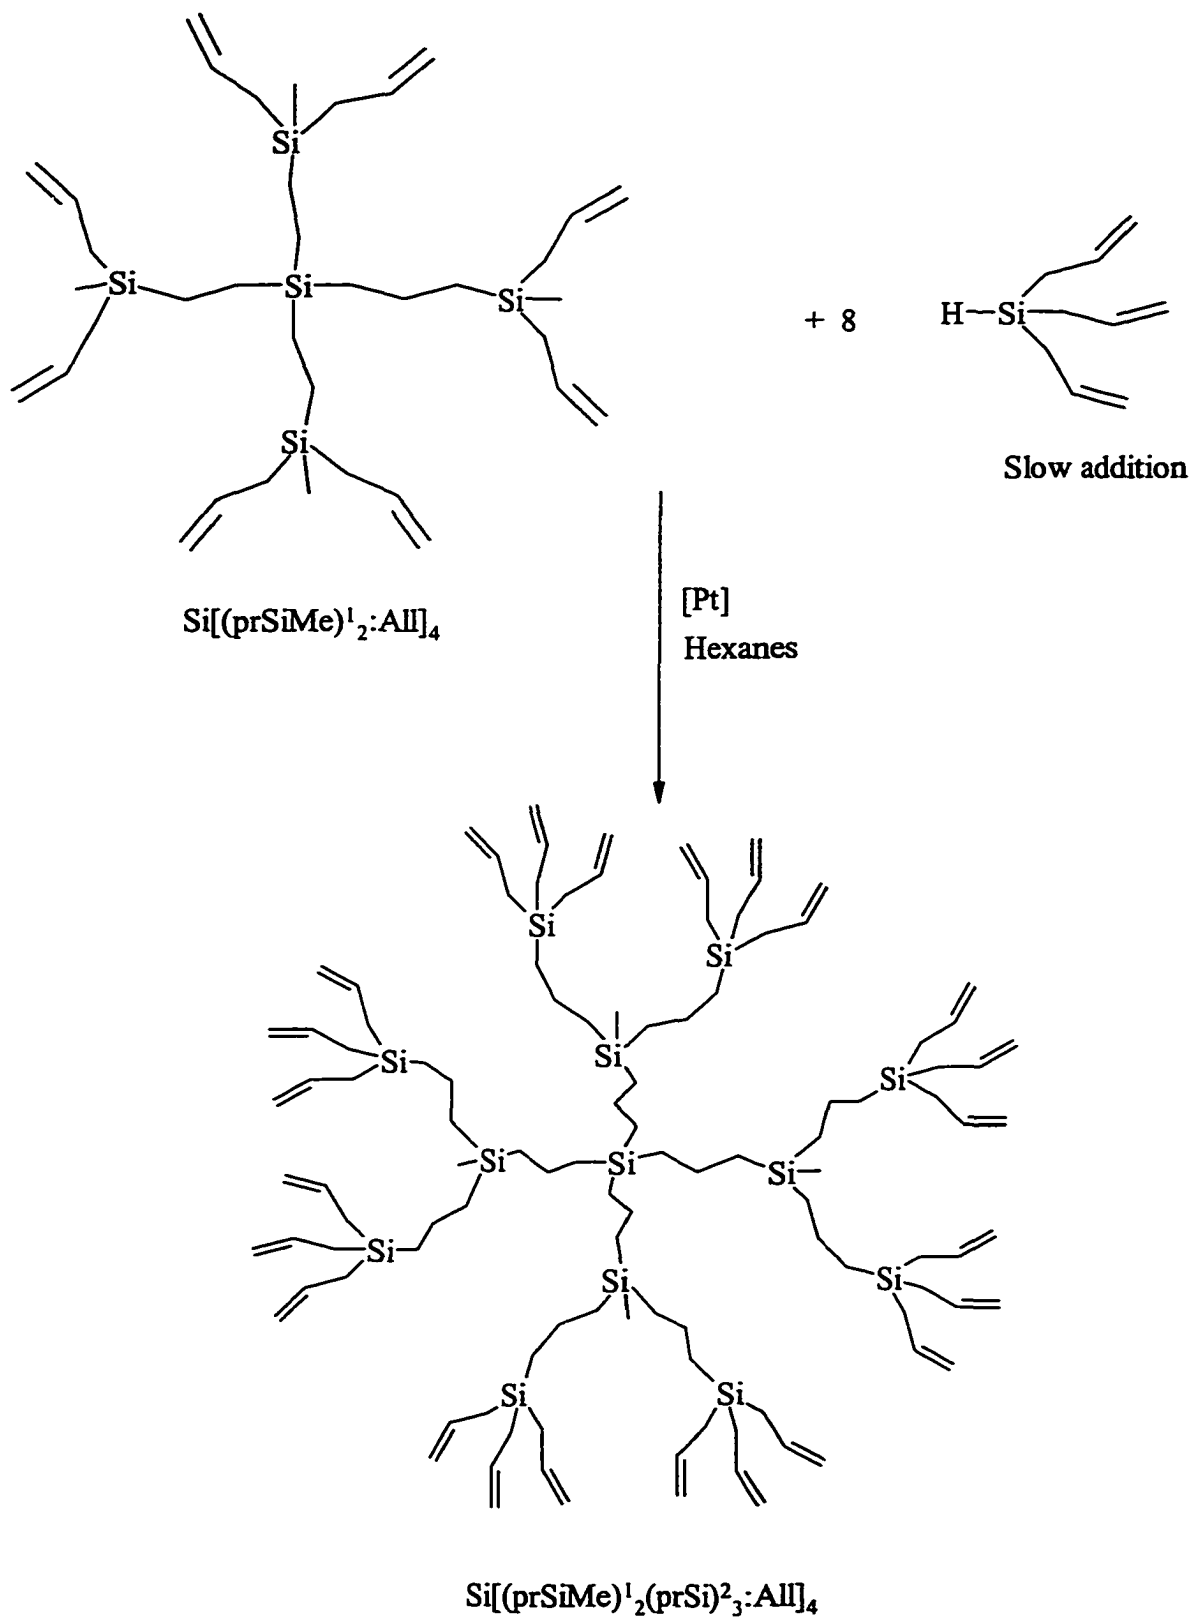 Si
Si
Si
Si
Si
+ 8
H
Si
Slow addition
Si[(prSiMe)¹₂:All]₄
[Pt]
Hexanes
Si
Si
Si
Si
Si
Si
Si
Si
Si
Si
Si
Si
Si
Si[(prSiMe)¹₂(prSi)²₃:All]₄